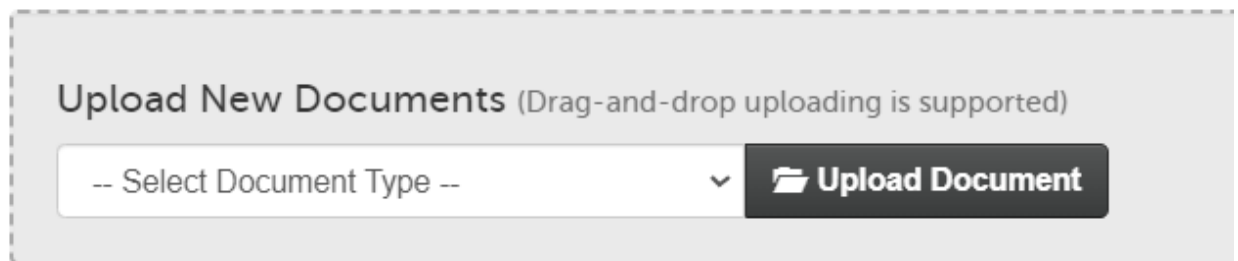 Upload New Documents (Drag-and-drop uploading is supported)
-- Select Document Type -- Upload Document